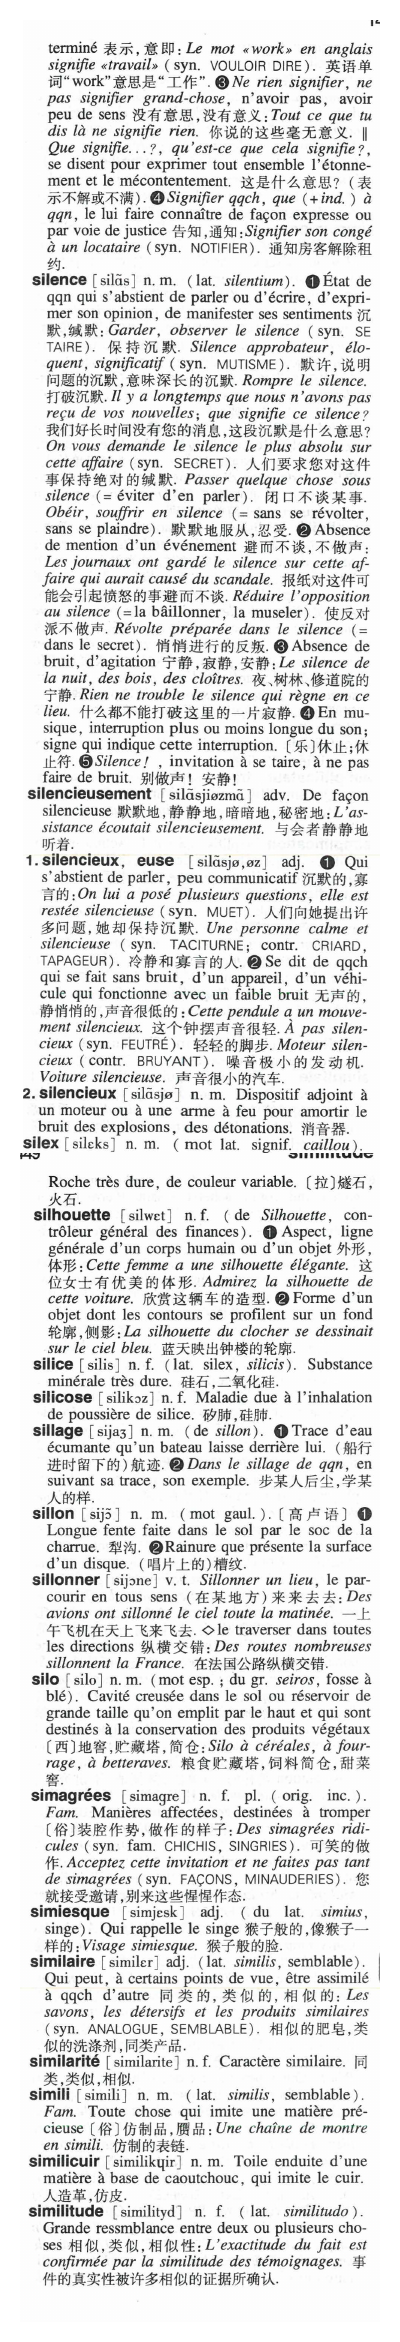 terminé 表示,意即: Le mot «work» en anglais
signifie «travail» ( syn. VOULOIR DIRE). 英语单
词“work”意思是“工作”. ❸ Ne rien signifier, ne
pas signifier grand-chose, n'avoir pas, avoir
peu de sens 没有意思,没有意义: Tout ce que tu
dis là ne signifie rien. 你说的这些毫无意义. ‖
Que signifie...?, qu'est-ce que cela signifie?,
se disent pour exprimer tout ensemble l'étonne-
ment et le mécontentement. 这是什么意思? (表
示不解或不满). ❹ Signifier qqch, que (+ind. ) à
qqn, le lui faire connaître de façon expresse ou
par voie de justice 告知,通知: Signifier son congé
à un locataire (syn. NOTIFIER). 通知房客解除租
约.
silence [silɑ̃s] n. m. (lat. silentium). ❶ État de
qqn qui s'abstient de parler ou d'écrire, d'expri-
mer son opinion, de manifester ses sentiments 沉
默,缄默: Garder, observer le silence (syn. SE
TAIRE). 保持沉默. Silence approbateur, élo-
quent, significatif ( syn. MUTISME). 默许,说明
问题的沉默,意味深长的沉默. Rompre le silence.
打破沉默. Il y a longtemps que nous n'avons pas
reçu de vos nouvelles; que signifie ce silence?
我们好长时间没有您的消息,这段沉默是什么意思?
On vous demande le silence le plus absolu sur
cette affaire (syn. SECRET). 人们要求您对这件
事保持绝对的缄默. Passer quelque chose sous
silence (= éviter d'en parler). 闭口不谈某事.
Obéir, souffrir en silence (= sans se révolter,
sans se plaindre). 默默地服从,忍受. ❷ Absence
de mention d'un événement 避而不谈,不做声:
Les journaux ont gardé le silence sur cette af-
faire qui aurait causé du scandale. 报纸对这件可
能会引起愤怒的事避而不谈. Réduire l'opposition
au silence (=la bâillonner, la museler). 使反对
派不做声. Révolte préparée dans le silence (=
dans le secret). 悄悄进行的反叛. ❸ Absence de
bruit, d'agitation 宁静,寂静,安静: Le silence de
la nuit, des bois, des cloîtres. 夜、树林、修道院的
宁静. Rien ne trouble le silence qui règne en ce
lieu. 什么都不能打破这里的一片寂静. ❹ En mu-
sique, interruption plus ou moins longue du son;
signe qui indique cette interruption. 〔乐〕休止;休
止符. ❺ Silence! , invitation à se taire, à ne pas
faire de bruit. 别做声! 安静!
silencieusement [silɑ̃sjøzmɑ̃] adv. De façon
silencieuse 默默地,静静地,暗暗地,秘密地: L'as-
sistance écoutait silencieusement. 与会者静静地
听着.
1. silencieux, euse [silɑ̃sjø,øz] adj. ❶ Qui
s'abstient de parler, peu communicatif 沉默的,寡
言的: On lui a posé plusieurs questions, elle est
restée silencieuse (syn. MUET). 人们向她提出许
多问题,她却保持沉默. Une personne calme et
silencieuse ( syn. TACITURNE; contr. CRIARD,
TAPAGEUR). 冷静和寡言的人. ❷ Se dit de qqch
qui se fait sans bruit, d'un appareil, d'un véhi-
cule qui fonctionne avec un faible bruit 无声的,
静悄悄的,声音很低的: Cette pendule a un mouve-
ment silencieux. 这个钟摆声音很轻. À pas silen-
cieux (syn. FEUTRÉ). 轻轻的脚步. Moteur silen-
cieux ( contr. BRUYANT). 噪音极小的发动机.
Voiture silencieuse. 声音很小的汽车.
2. silencieux [silɑ̃sjø] n. m. Dispositif adjoint à
un moteur ou à une arme à feu pour amortir le
bruit des explosions, des détonations. 消音器.
silex [silɛks] n. m. ( mot lat. signif. caillou).
similitude
Roche très dure, de couleur variable. 〔拉〕燧石,
火石.
silhouette [silwɛt] n. f. ( de Silhouette, con-
trôleur général des finances). ❶ Aspect, ligne
générale d'un corps humain ou d'un objet 外形,
体形: Cette femme a une silhouette élégante. 这
位女士有优美的体形. Admirez la silhouette de
cette voiture. 欣赏这辆车的造型. ❷ Forme d'un
objet dont les contours se profilent sur un fond
轮廓,侧影: La silhouette du clocher se dessinait
sur le ciel bleu. 蓝天映出钟楼的轮廓.
silice [silis] n. f. (lat. silex, silicis). Substance
minérale très dure. 硅石,二氧化硅.
silicose [silikɔz] n. f. Maladie due à l'inhalation
de poussière de silice. 矽肺,硅肺.
sillage [sijaʒ] n. m. (de sillon). ❶ Trace d'eau
écumante qu'un bateau laisse derrière lui. (船行
进时留下的) 航迹. ❷ Dans le sillage de qqn, en
suivant sa trace, son exemple. 步某人后尘,学某
人的样.
sillon [sijɔ̃] n. m. (mot gaul.). 〔高卢语〕 ❶
Longue fente faite dans le sol par le soc de la
charrue. 犁沟. ❷ Rainure que présente la surface
d'un disque. (唱片上的) 槽纹.
sillonner [sijɔne] v. t. Sillonner un lieu, le par-
courir en tous sens (在某地方) 来来去去: Des
avions ont sillonné le ciel toute la matinée. 一上
午飞机在天上飞来飞去. ◇ le traverser dans toutes
les directions 纵横交错: Des routes nombreuses
sillonnent la France. 在法国公路纵横交错.
silo [silo] n. m. (mot esp. ; du gr. seiros, fosse à
blé). Cavité creusée dans le sol ou réservoir de
grande taille qu'on emplit par le haut et qui sont
destinés à la conservation des produits végétaux
〔西〕地窖,贮藏塔,筒仓: Silo à céréales, à four-
rage, à betteraves. 粮食贮藏塔,饲料筒仓,甜菜
窖.
simagrées [simagre] n. f. pl. ( orig. inc. ).
Fam. Manières affectées, destinées à tromper
〔俗〕装腔作势,做作的样子: Des simagrées ridi-
cules (syn. fam. CHICHIS, SINGRIES). 可笑的做
作. Acceptez cette invitation et ne faites pas tant
de simagrées (syn. FAÇONS, MINAUDERIES). 您
就接受邀请,别来这些惺惺作态.
simiesque [simjɛsk] adj. ( du lat. simius,
singe). Qui rappelle le singe 猴子般的,像猴子一
样的: Visage simiesque. 猴子般的脸.
similaire [similɛr] adj. (lat. similis, semblable).
Qui peut, à certains points de vue, être assimilé
à qqch d'autre 同类的,类似的,相似的: Les
savons, les détersifs et les produits similaires
(syn. ANALOGUE, SEMBLABLE). 相似的肥皂,类
似的洗涤剂,同类产品.
similarité [similarite] n. f. Caractère similaire. 同
类,类似,相似.
simili [simili] n. m. ( lat. similis, semblable).
Fam. Toute chose qui imite une matière pré-
cieuse 〔俗〕仿制品,赝品: Une chaîne de montre
en simili. 仿制的表链.
similicuir [similikɥir] n. m. Toile enduite d'une
matière à base de caoutchouc, qui imite le cuir.
人造革,仿皮.
similitude [similityd] n. f. ( lat. similitudo ).
Grande ressmblance entre deux ou plusieurs cho-
ses 相似,类似,相似性: L'exactitude du fait est
confirmée par la similitude des témoignages. 事
件的真实性被许多相似的证据所确认.